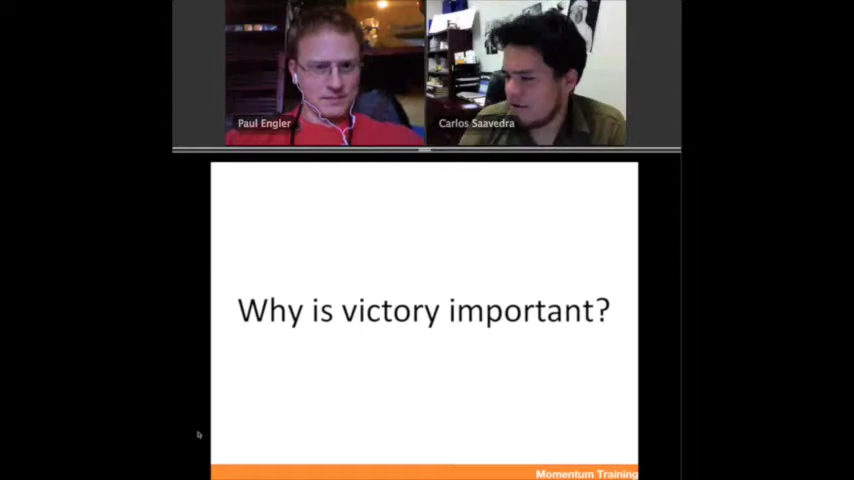 Paul Engler
Carlos Saavedra
Why is victory important?
Momentum Training